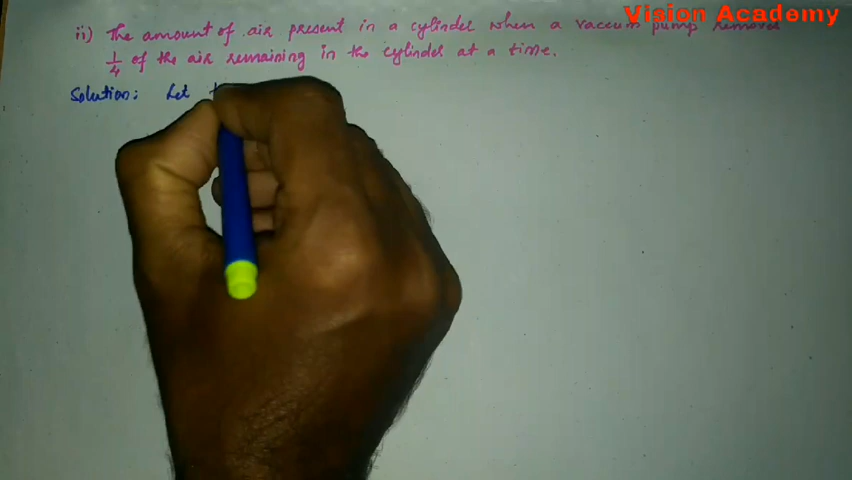 Vision Academy
ii) The amount of air present in a cylinder when a vaccum pump removes
1/4 of the air remaining in the cylinder at a time.
Solution: Let